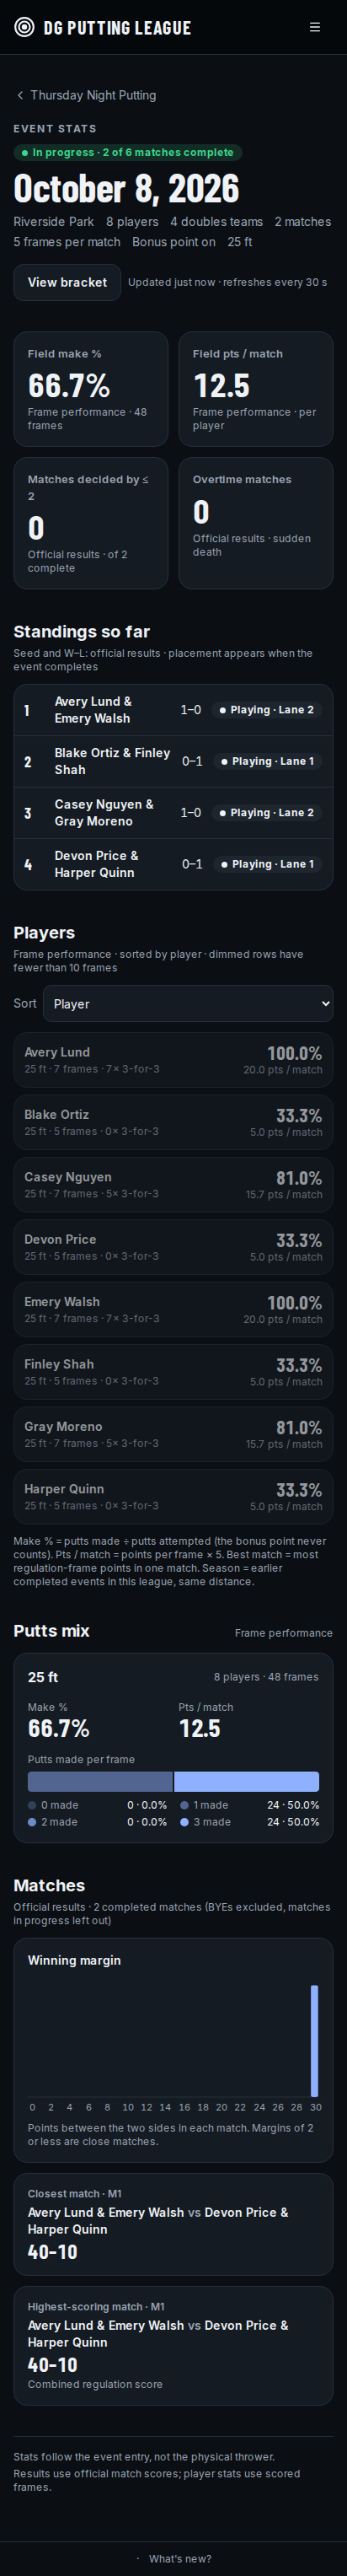 DG PUTTING LEAGUE
Thursday Night Putting
EVENT STATS
In progress · 2 of 6 matches complete
October 8, 2026
Riverside Park 8 players 4 doubles teams 2 matches
5 frames per match Bonus point on 25 ft
View bracket
Updated just now · refreshes every 30 s
Field make %
66.7%
Frame performance · 48
frames
Field pts / match
12.5
Frame performance · per
player
Matches decided by ≤
2
0
Official results · of 2
complete
Overtime matches
0
Official results · sudden
death
Standings so far
Seed and W–L: official results · placement appears when the
event completes
1 Avery Lund & 1–0 Playing · Lane 2
Emery Walsh
2 Blake Ortiz & Finley 0–1 Playing · Lane 1
Shah
3 Casey Nguyen & 1–0 Playing · Lane 2
Gray Moreno
4 Devon Price & 0–1 Playing · Lane 1
Harper Quinn
Players
Frame performance · sorted by player · dimmed rows have
fewer than 10 frames
Sort Player
Avery Lund 100.0%
25 ft · 7 frames · 7× 3-for-3 20.0 pts / match
Blake Ortiz 33.3%
25 ft · 5 frames · 0× 3-for-3 5.0 pts / match
Casey Nguyen 81.0%
25 ft · 7 frames · 5× 3-for-3 15.7 pts / match
Devon Price 33.3%
25 ft · 5 frames · 0× 3-for-3 5.0 pts / match
Emery Walsh 100.0%
25 ft · 7 frames · 7× 3-for-3 20.0 pts / match
Finley Shah 33.3%
25 ft · 5 frames · 0× 3-for-3 5.0 pts / match
Gray Moreno 81.0%
25 ft · 7 frames · 5× 3-for-3 15.7 pts / match
Harper Quinn 33.3%
25 ft · 5 frames · 0× 3-for-3 5.0 pts / match
Make % = putts made ÷ putts attempted (the bonus point never
counts). Pts / match = points per frame × 5. Best match = most
regulation-frame points in one match. Season = earlier
completed events in this league, same distance.
Putts mix Frame performance
25 ft 8 players · 48 frames
Make % Pts / match
66.7% 12.5
Putts made per frame
0 made 0 · 0.0% 1 made 24 · 50.0%
2 made 0 · 0.0% 3 made 24 · 50.0%
Matches
Official results · 2 completed matches (BYEs excluded, matches
in progress left out)
Winning margin
0 2 4 6 8 10 12 14 16 18 20 22 24 26 28 30
Points between the two sides in each match. Margins of 2
or less are close matches.
Closest match · M1
Avery Lund & Emery Walsh vs Devon Price &
Harper Quinn
40–10
Highest-scoring match · M1
Avery Lund & Emery Walsh vs Devon Price &
Harper Quinn
40–10
Combined regulation score
Stats follow the event entry, not the physical thrower.
Results use official match scores; player stats use scored
frames.
· What's new?